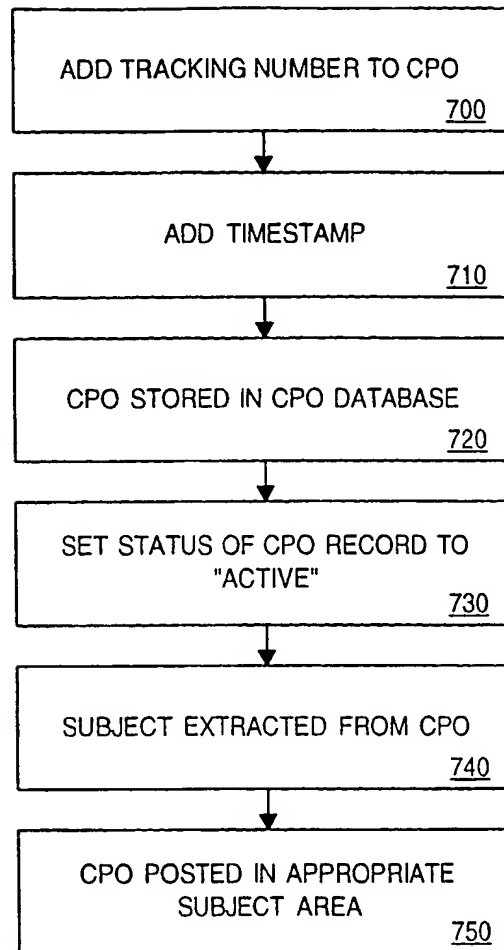 ADD TRACKING NUMBER TO CPO
700
ADD TIMESTAMP
710
CPO STORED IN CPO DATABASE
720
SET STATUS OF CPO RECORD TO
"ACTIVE"
730
SUBJECT EXTRACTED FROM CPO
740
CPO POSTED IN APPROPRIATE
SUBJECT AREA
750